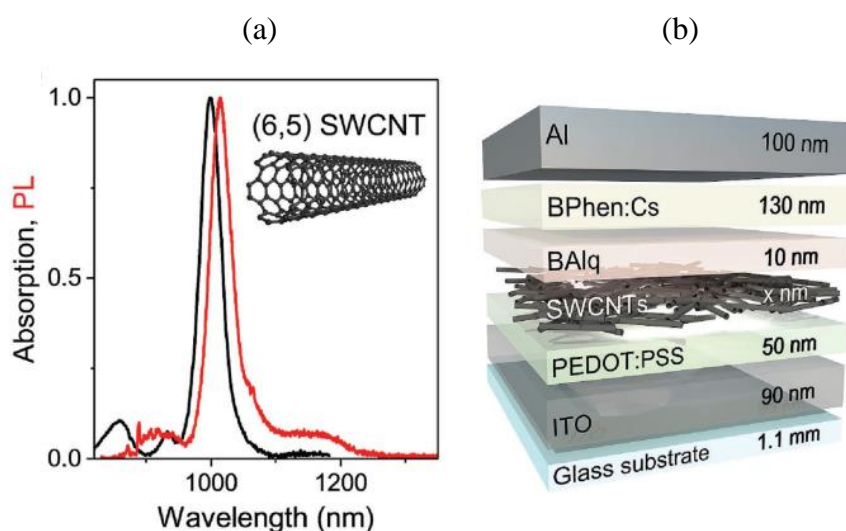 (a)
(b)
Absorption, PL
1.0
0.5
0.0
(6,5) SWCNT
1000
1200
Wavelength (nm)
Al
100 nm
BPhen:Cs
130 nm
BAlq
10 nm
SWCNTs
x nm
PEDOT:PSS
50 nm
ITO
90 nm
Glass substrate
1.1 mm